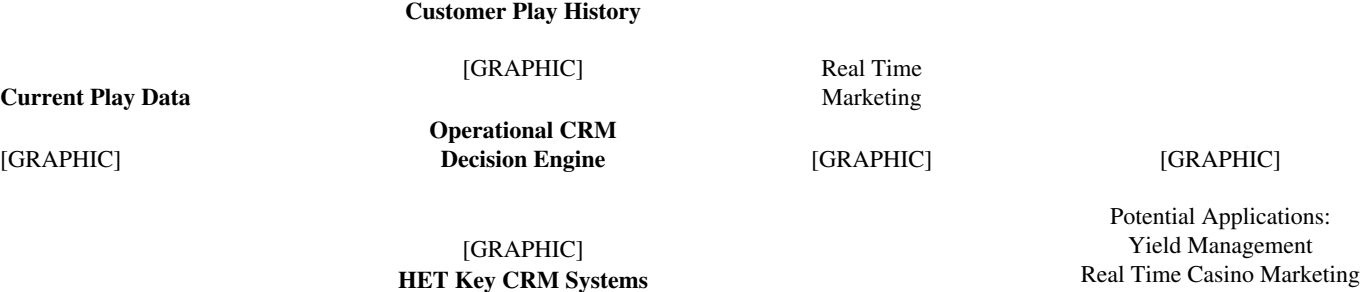 Customer Play History
[GRAPHIC]
Real Time
Current Play Data
Marketing
Operational CRM
[GRAPHIC]
Decision Engine
[GRAPHIC]
[GRAPHIC]
Potential Applications:
[GRAPHIC]
Yield Management
HET Key CRM Systems
Real Time Casino Marketing